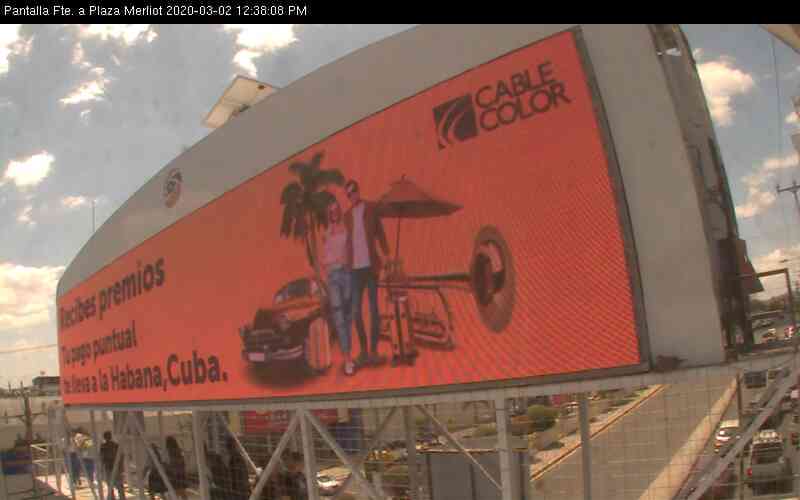 Pantalla Fte. a Plaza Merliot 2020-03-02 12:38:08 PM
CABLE
COLOR
Recibes premios
Tu pago puntual
te lleva a la Habana, Cuba.